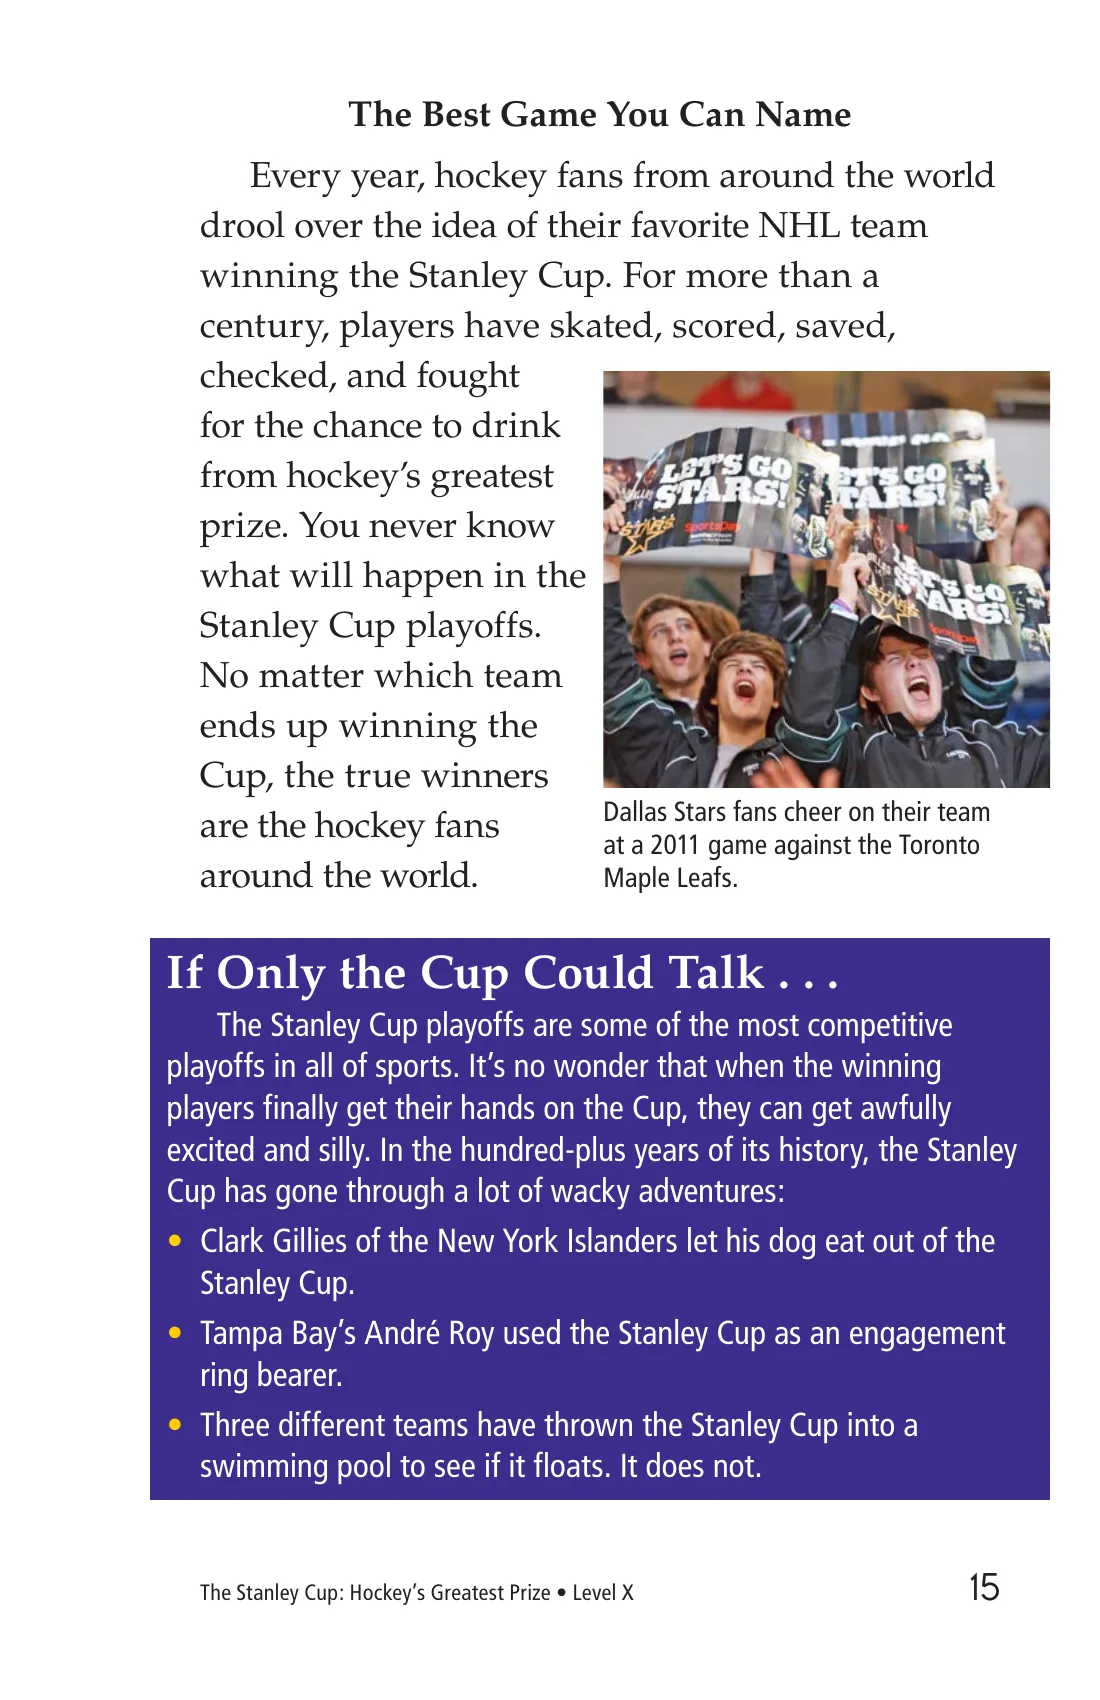 The Best Game You Can Name
Every year, hockey fans from around the world
drool over the idea of their favorite NHL team
winning the Stanley Cup. For more than a
century, players have skated, scored, saved,
checked, and fought
for the chance to drink
from hockey’s greatest
prize. You never know
what will happen in the
Stanley Cup playoffs.
No matter which team
ends up winning the
Cup, the true winners
are the hockey fans
around the world.
LET'S GO
STARS!
STARS
SportsDay
LET'S GO
STARS!
LET'S GO
STARS!
STARS
SportsDay
Dallas Stars fans cheer on their team
at a 2011 game against the Toronto
Maple Leafs.
If Only the Cup Could Talk . . .
The Stanley Cup playoffs are some of the most competitive
playoffs in all of sports. It’s no wonder that when the winning
players finally get their hands on the Cup, they can get awfully
excited and silly. In the hundred-plus years of its history, the Stanley
Cup has gone through a lot of wacky adventures:
• Clark Gillies of the New York Islanders let his dog eat out of the
Stanley Cup.
• Tampa Bay’s André Roy used the Stanley Cup as an engagement
ring bearer.
• Three different teams have thrown the Stanley Cup into a
swimming pool to see if it floats. It does not.
The Stanley Cup: Hockey’s Greatest Prize • Level X
15